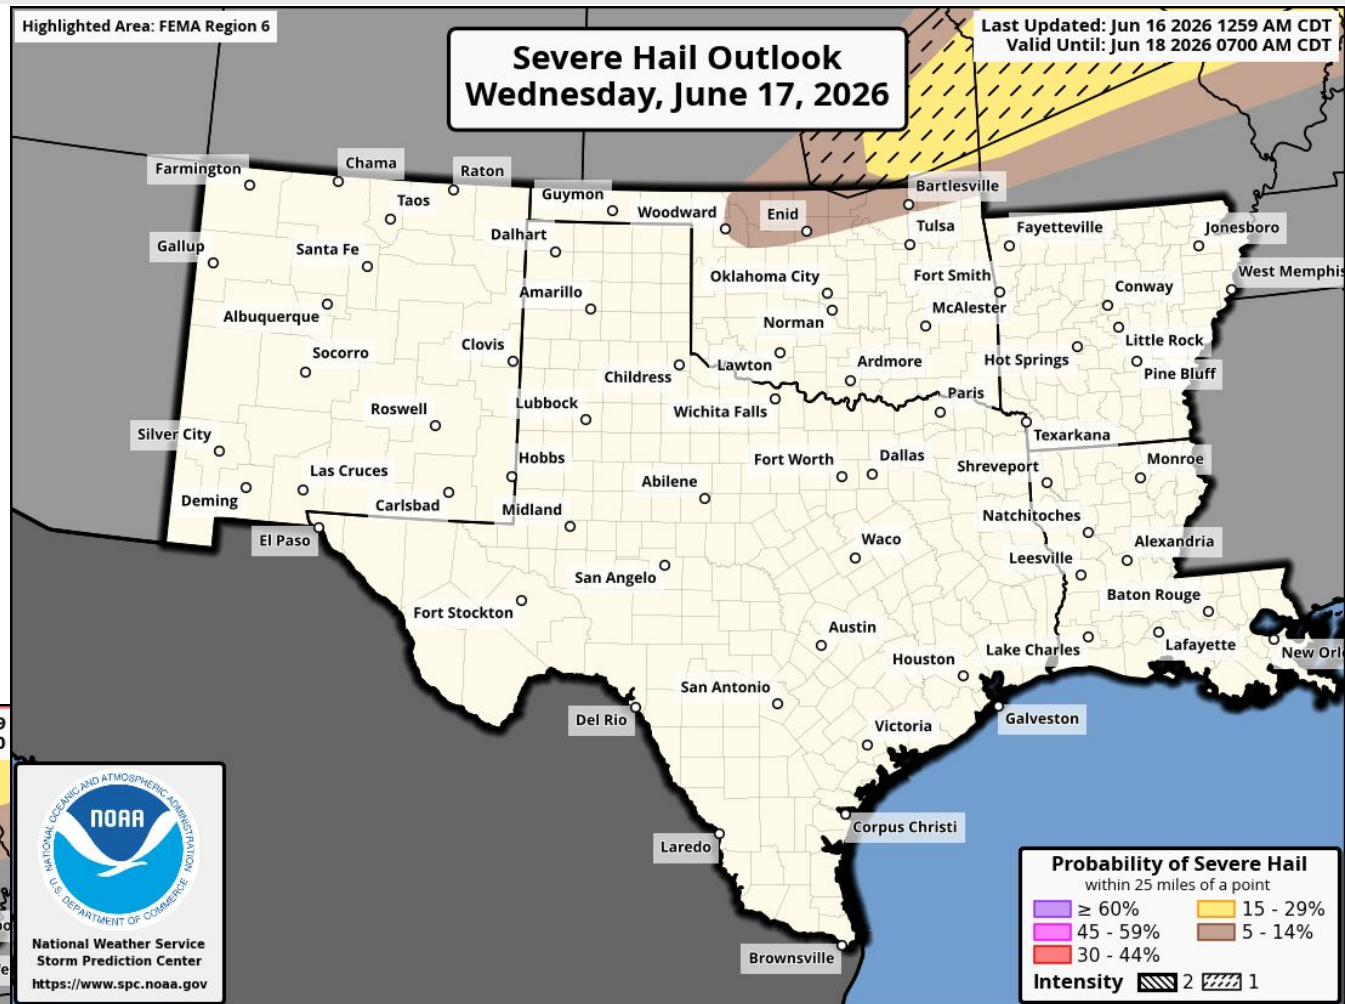 Highlighted Area: FEMA Region 6
Severe Hail Outlook
Wednesday, June 17, 2026
Last Updated: Jun 16 2026 1259 AM CDT
Valid Until: Jun 18 2026 0700 AM CDT
Farmington
Chama
Raton
Taos
Guymon
Woodward
Enid
Bartlesville
Gallup
Santa Fe
Dalhart
Tulsa
Fayetteville
Jonesboro
Albuquerque
Amarillo
Oklahoma City
Fort Smith
West Memphis
Norman
McAlester
Conway
Socorro
Clovis
Childress
Lawton
Ardmore
Hot Springs
Little Rock
Pine Bluff
Roswell
Lubbock
Wichita Falls
Paris
Texarkana
Silver City
Las Cruces
Hobbs
Fort Worth
Dallas
Shreveport
Monroe
Deming
Carlsbad
Midland
Abilene
Natchitoches
El Paso
San Angelo
Waco
Leesville
Alexandria
Fort Stockton
Baton Rouge
Austin
Houston
Lake Charles
Lafayette
New Orl
San Antonio
Del Rio
Victoria
Galveston
Laredo
Corpus Christi
Brownsville
9
0
NATIONAL OCEANIC AND ATMOSPHERIC ADMINISTRATION
NOAA
U.S. DEPARTMENT OF COMMERCE
National Weather Service
Storm Prediction Center
https://www.spc.noaa.gov
Probability of Severe Hail
within 25 miles of a point
≥ 60%
15 - 29%
45 - 59%
5 - 14%
30 - 44%
Intensity 2 1